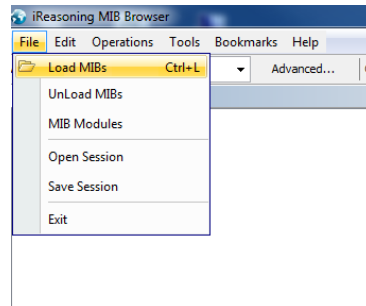 iReasoning MIB Browser
File Edit Operations Tools Bookmarks Help
Load MIBs Ctrl+L Advanced...
UnLoad MIBs
MIB Modules
Open Session
Save Session
Exit